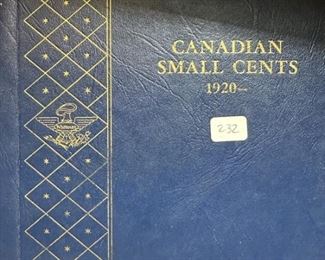 CANADIAN
SMALL CENTS
1920-
232